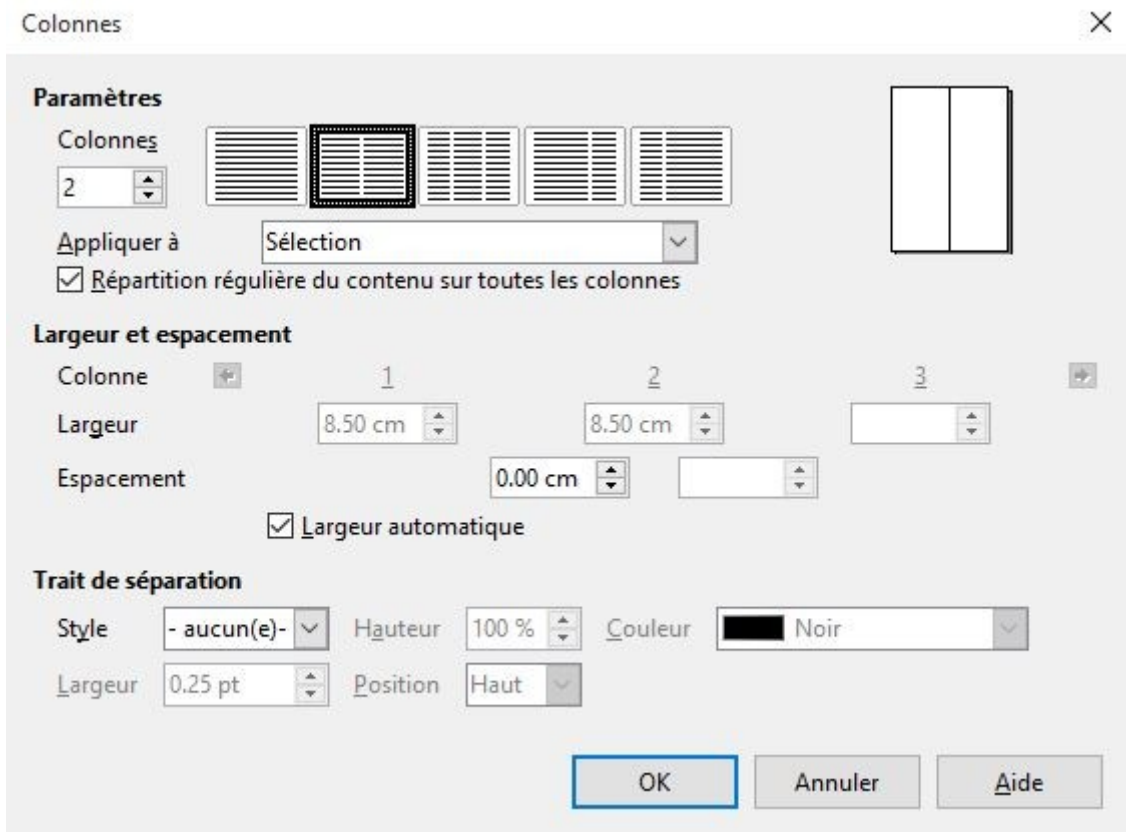 Colonnes
Paramètres
Colonnes
2
Appliquer à Sélection
Répartition régulière du contenu sur toutes les colonnes
Largeur et espacement
Colonne 1 2 3
Largeur 8.50 cm 8.50 cm
Espacement 0.00 cm
Largeur automatique
Trait de séparation
Style - aucun(e)- Hauteur 100 % Couleur Noir
Largeur 0.25 pt Position Haut
OK Annuler Aide